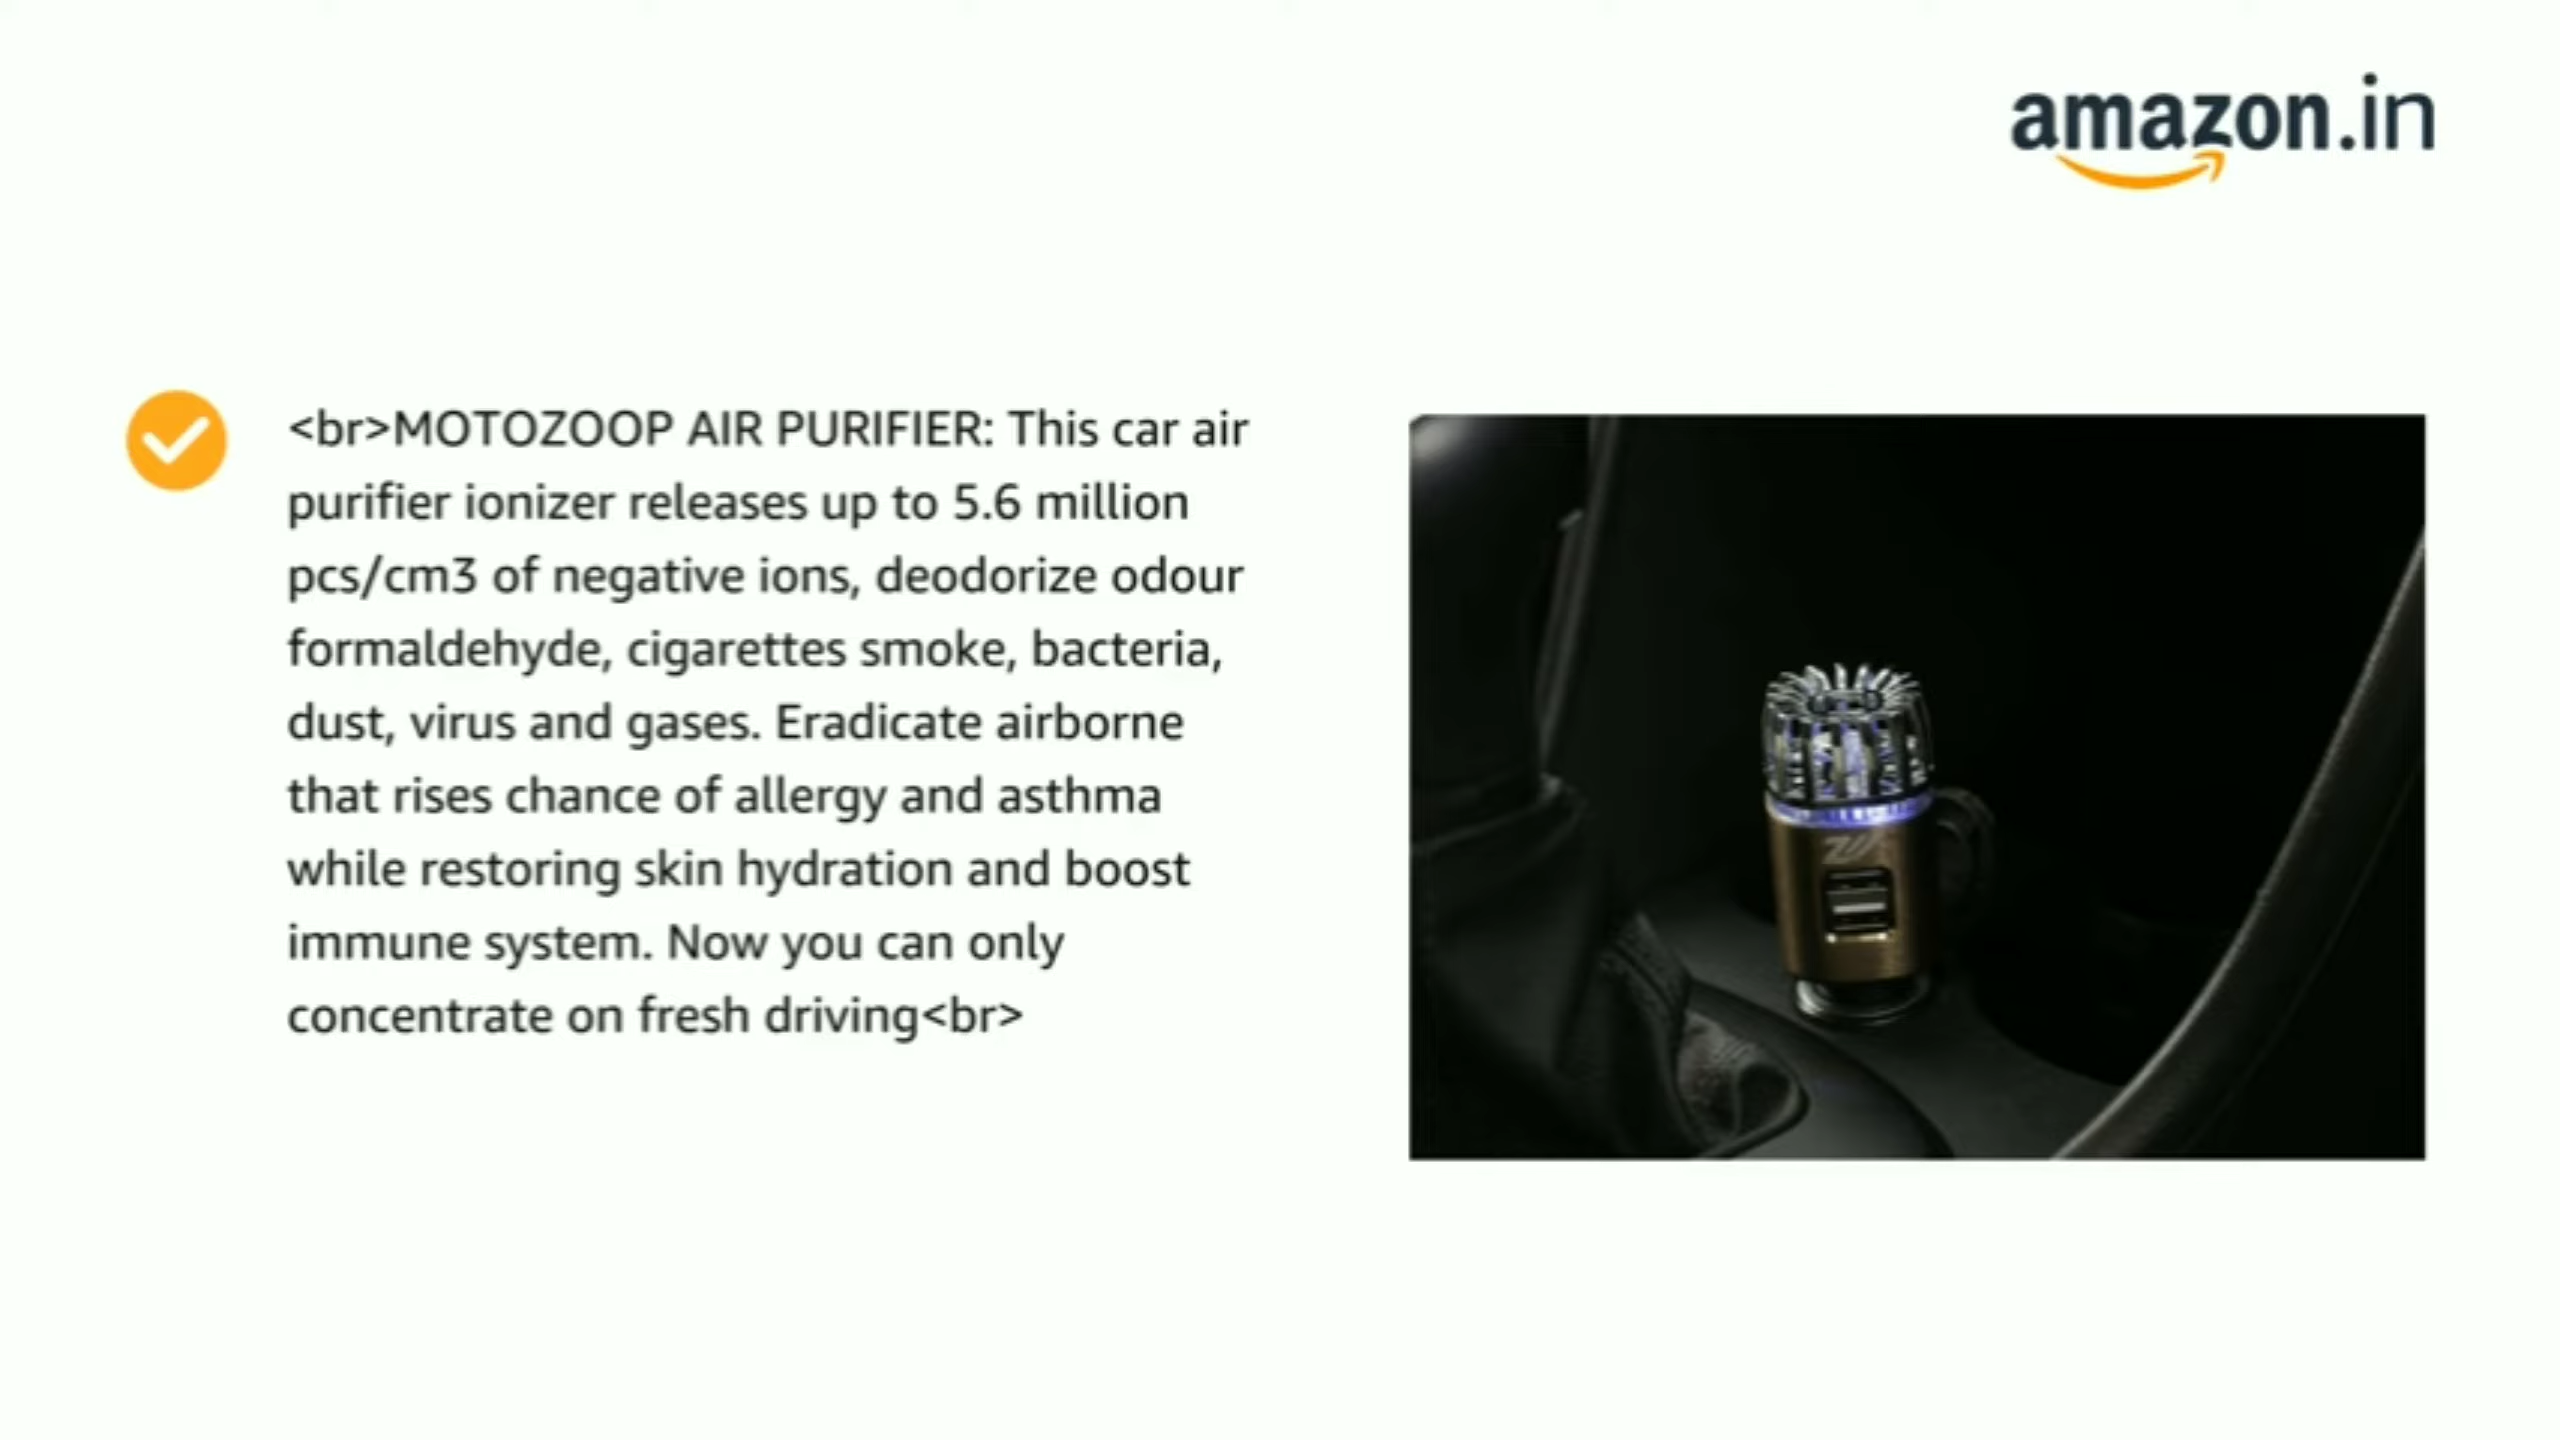 amazon.in
<br>MOTOZOOP AIR PURIFIER: This car air
purifier ionizer releases up to 5.6 million
pcs/cm3 of negative ions, deodorize odour
formaldehyde, cigarettes smoke, bacteria,
dust, virus and gases. Eradicate airborne
that rises chance of allergy and asthma
while restoring skin hydration and boost
immune system. Now you can only
concentrate on fresh driving<br>